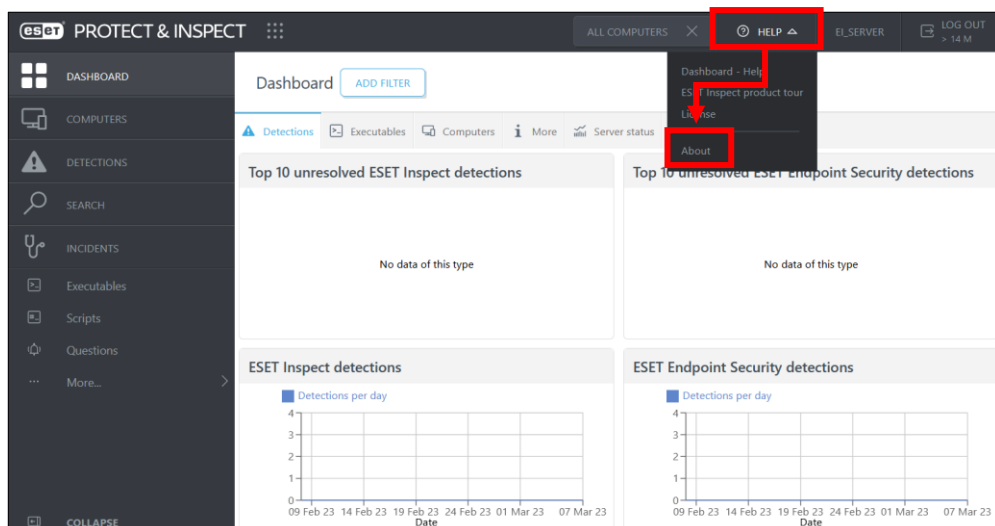 eseT PROTECT & INSPECT
ALL COMPUTERS
HELP
EI_SERVER
LOG OUT
> 14 M
DASHBOARD
COMPUTERS
DETECTIONS
SEARCH
INCIDENTS
Executables
Scripts
Questions
More...
COLLAPSE
Dashboard
ADD FILTER
Dashboard - Help
ESET Inspect product tour
License
About
Detections
Executables
Computers
More
Server status
Top 10 unresolved ESET Inspect detections
No data of this type
Top 10 unresolved ESET Endpoint Security detections
No data of this type
ESET Inspect detections
Detections per day
4
3
2
1
0
09 Feb 23 14 Feb 23 19 Feb 23 24 Feb 23 01 Mar 23 07 Mar 23
Date
ESET Endpoint Security detections
Detections per day
4
3
2
1
0
09 Feb 23 14 Feb 23 19 Feb 23 24 Feb 23 01 Mar 23 07 Mar 23
Date